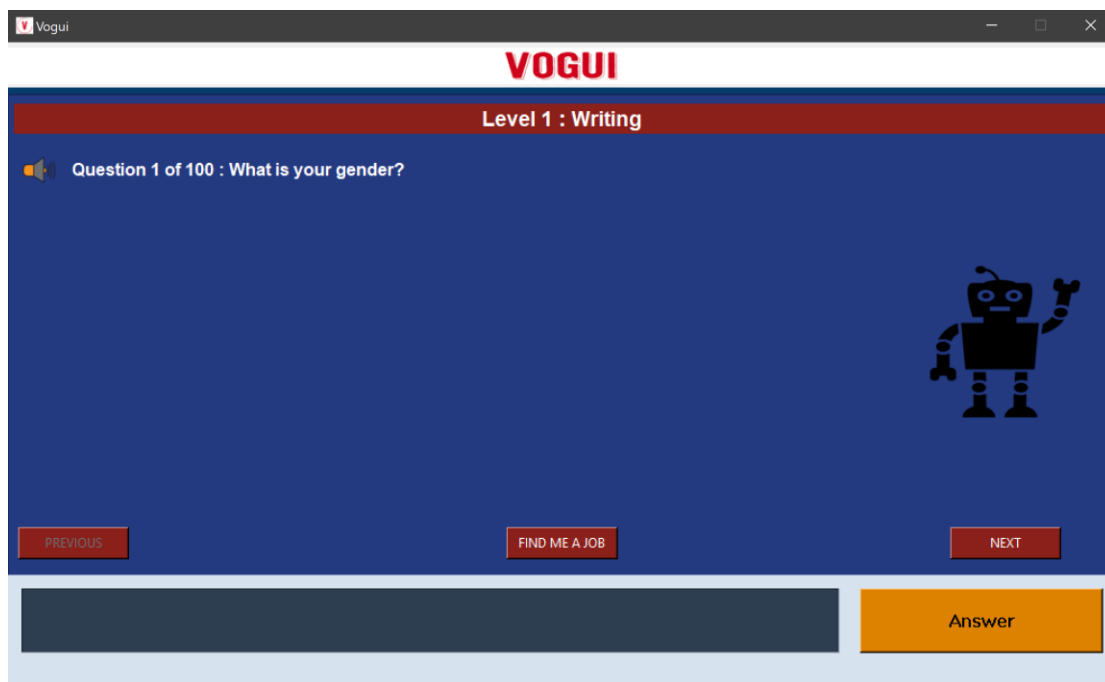 Vogui
VOGUI
Level 1 : Writing
Question 1 of 100 : What is your gender?
PREVIOUS
FIND ME A JOB
NEXT
Answer